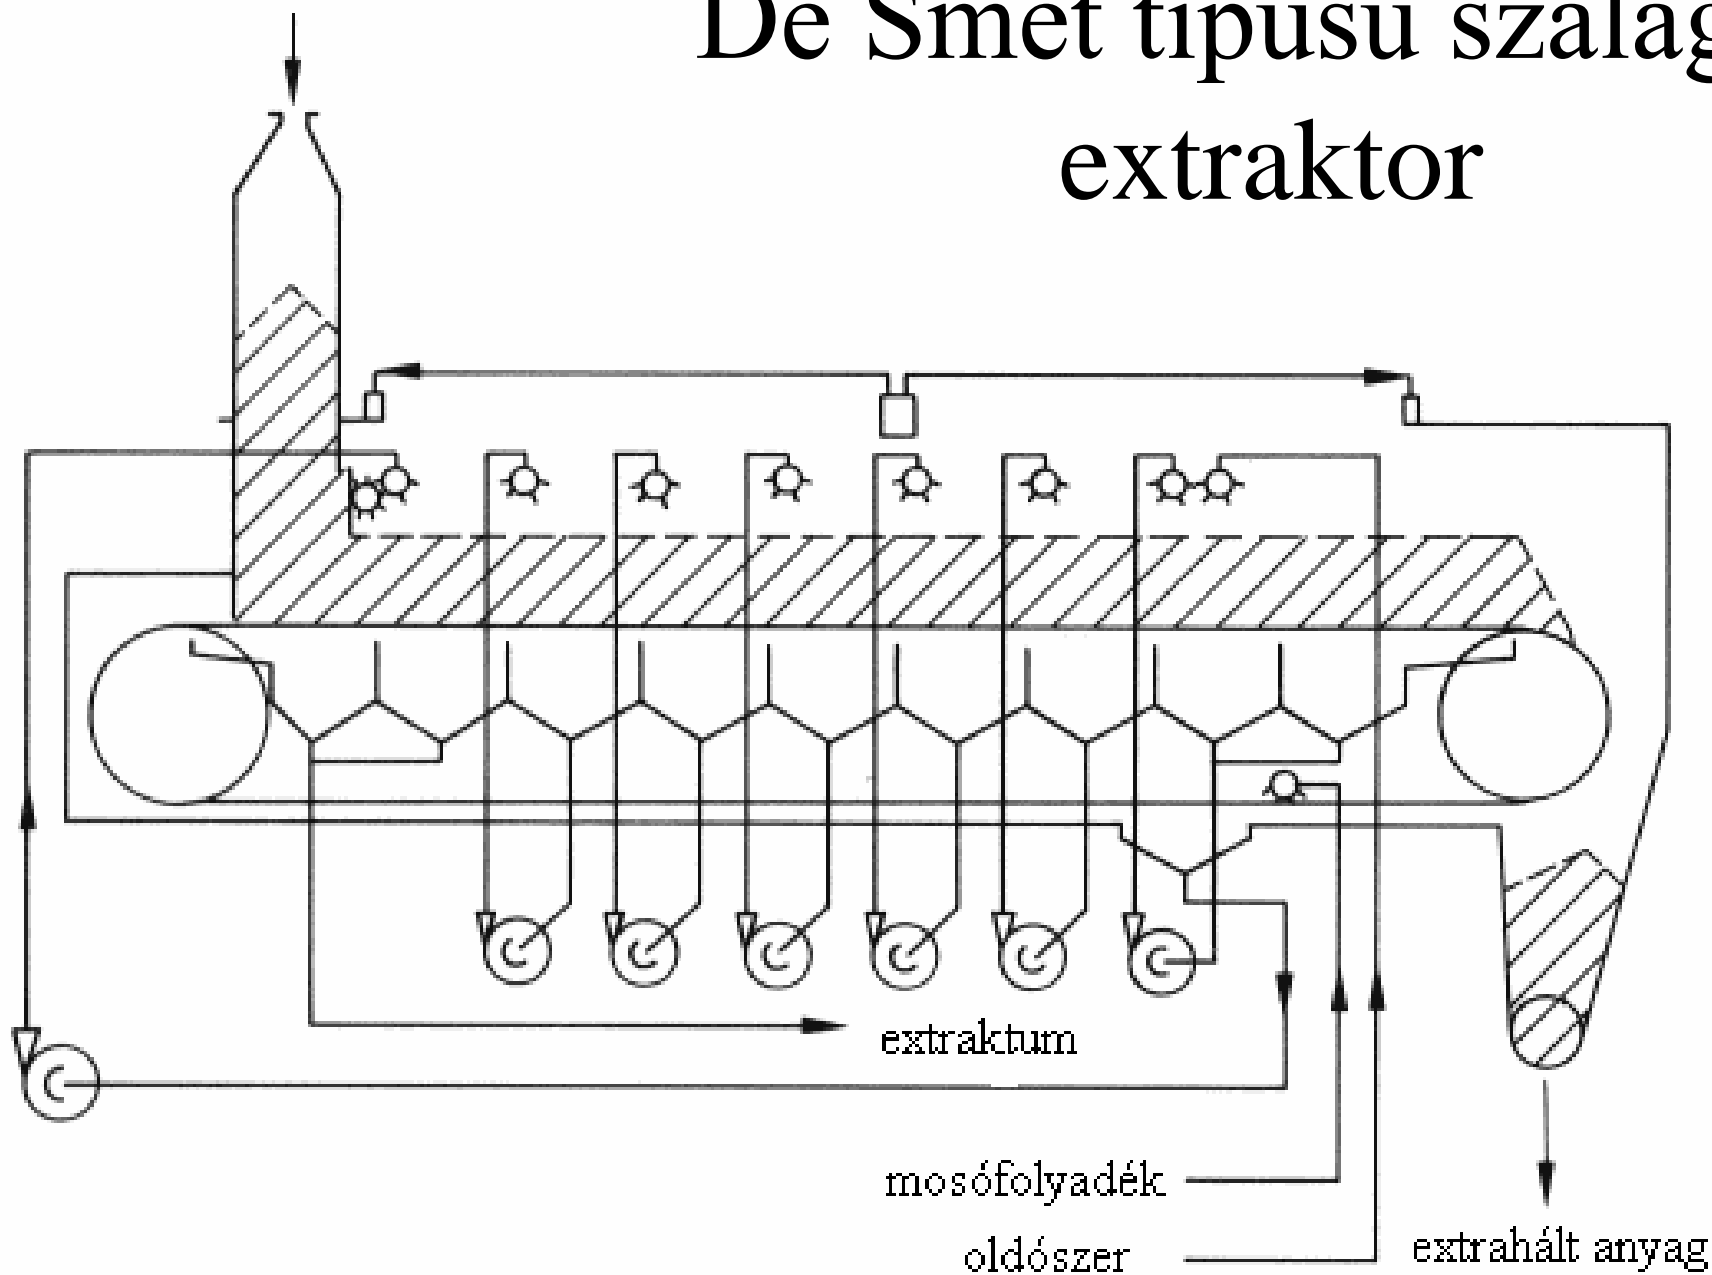 De Smet típusú szalag
extraktor
extraktum
mosófolyadék
oldószer
extrahált anyag